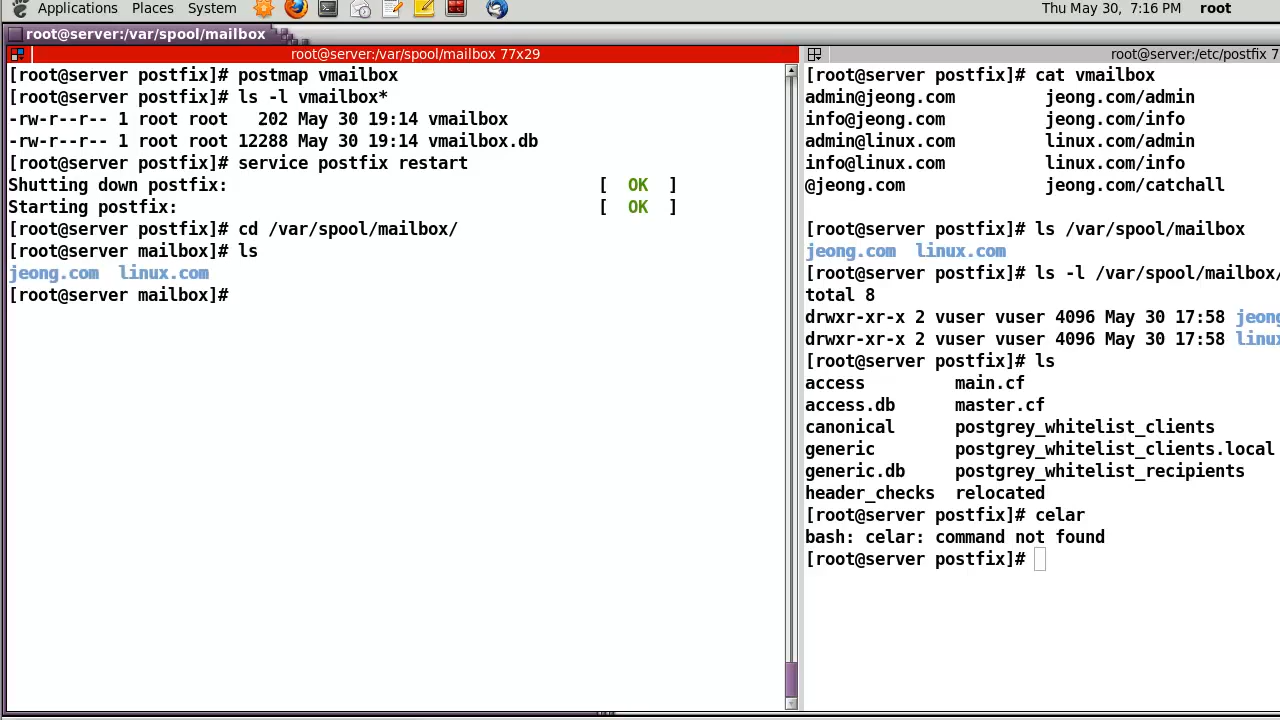 Applications Places System Thu May 30, 7:16 PM root
root@server:/var/spool/mailbox
root@server:/var/spool/mailbox 77x29
[root@server postfix]# postmap vmailbox
[root@server postfix]# ls -l vmailbox*
-rw-r--r-- 1 root root   202 May 30 19:14 vmailbox
-rw-r--r-- 1 root root 12288 May 30 19:14 vmailbox.db
[root@server postfix]# service postfix restart
Shutting down postfix:                                     [  OK  ]
Starting postfix:                                          [  OK  ]
[root@server postfix]# cd /var/spool/mailbox/
[root@server mailbox]# ls
jeong.com  linux.com
[root@server mailbox]#
root@server:/etc/postfix 7
[root@server postfix]# cat vmailbox
admin@jeong.com         jeong.com/admin
info@jeong.com          jeong.com/info
admin@linux.com         linux.com/admin
info@linux.com          linux.com/info
@jeong.com              jeong.com/catchall
[root@server postfix]# ls /var/spool/mailbox
jeong.com  linux.com
[root@server postfix]# ls -l /var/spool/mailbox/
total 8
drwxr-xr-x 2 vuser vuser 4096 May 30 17:58 jeong
drwxr-xr-x 2 vuser vuser 4096 May 30 17:58 linux
[root@server postfix]# ls
access         main.cf
access.db      master.cf
canonical      postgrey_whitelist_clients
generic        postgrey_whitelist_clients.local
generic.db     postgrey_whitelist_recipients
header_checks  relocated
[root@server postfix]# celar
bash: celar: command not found
[root@server postfix]#